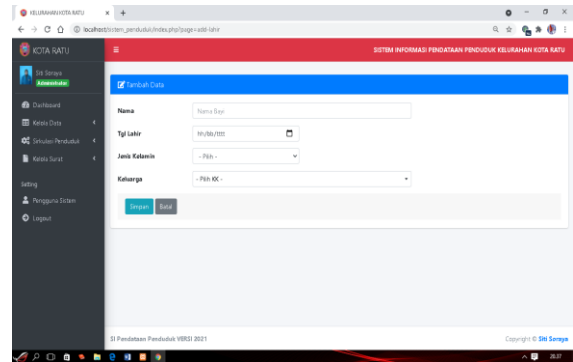 KELURAHAN KOTA RATU
localhost/sistem_penduduk/index.php?page=add-lahir
KOTA RATU
SISTEM INFORMASI PENDATAAN PENDUDUK KELURAHAN KOTA RATU
Siti Soraya
Administrator
Dashboard
Kelola Data
Sirkulasi Penduduk
Kelola Surat
Setting
Pengguna Sistem
Logout
Tambah Data
Nama
Nama Bayi
Tgl Lahir
hh/bb/tttt
Jenis Kelamin
- Pilih -
Keluarga
- Pilih KK -
Simpan
Batal
SI Pendataan Penduduk VERSI 2021
Copyright © Siti Soraya
20.37